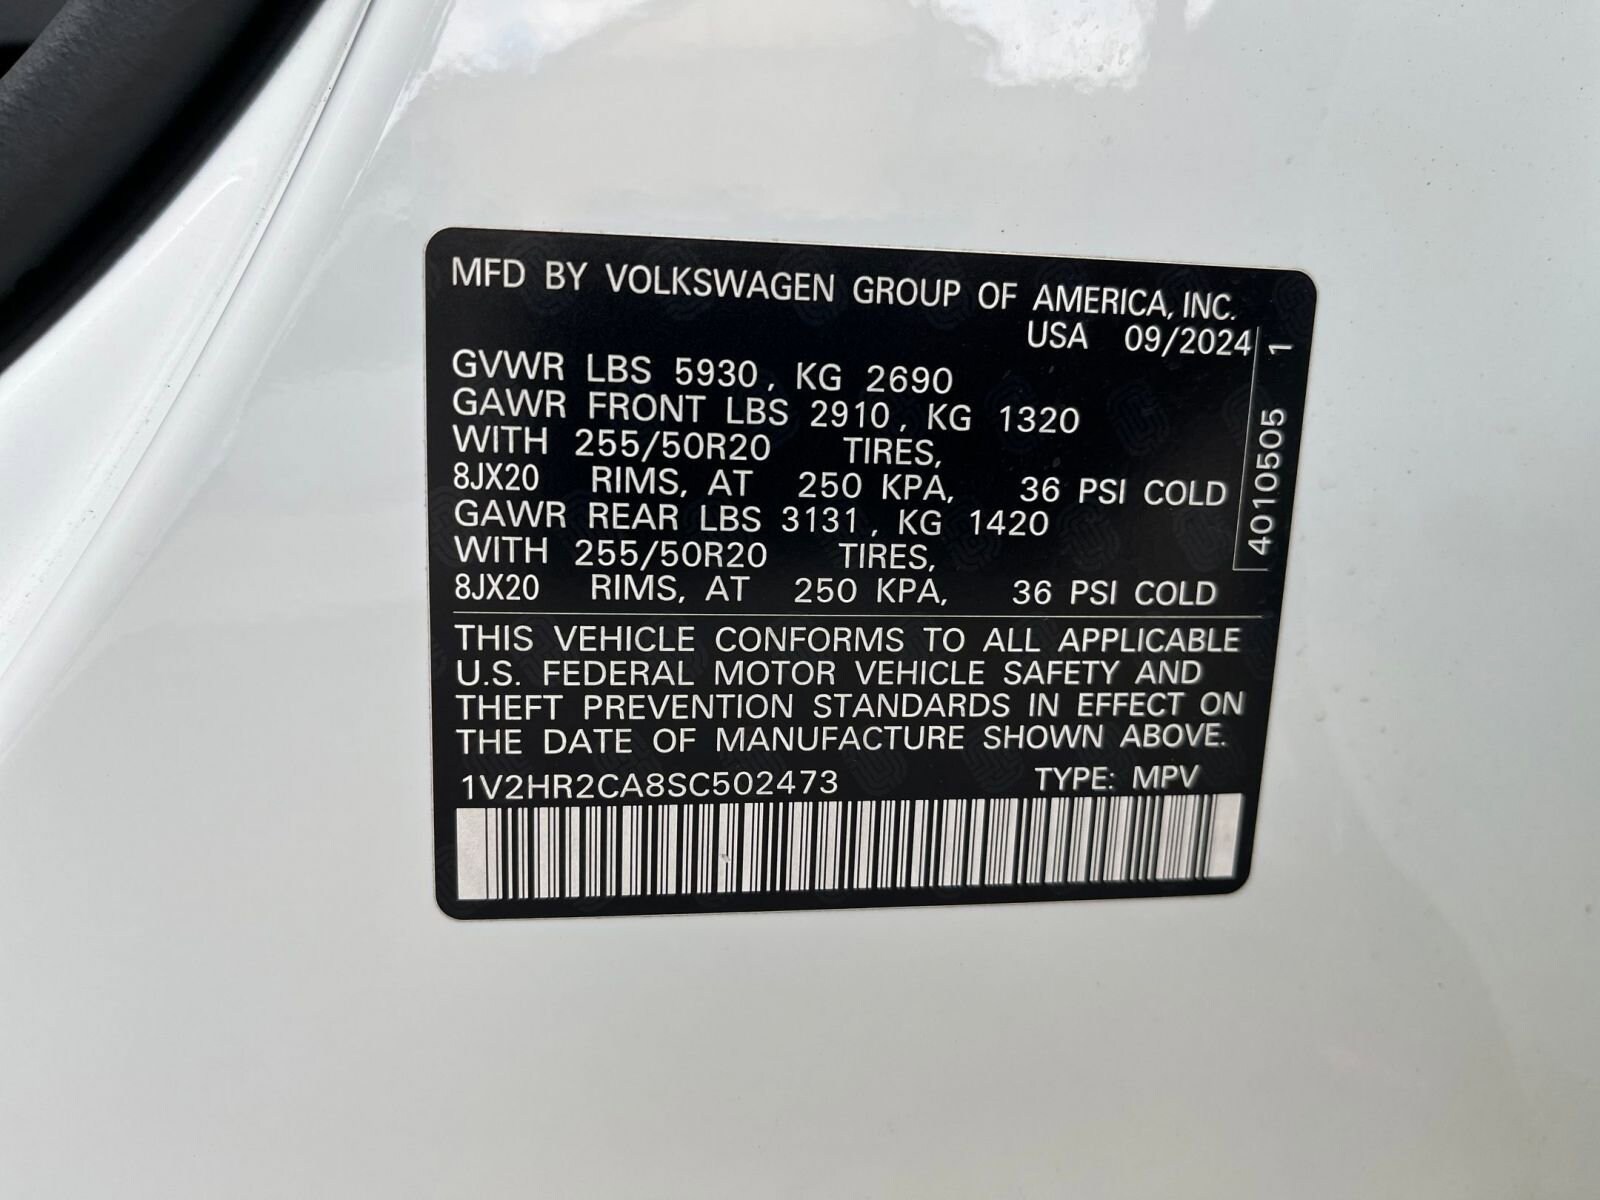 MFD BY VOLKSWAGEN GROUP OF AMERICA, INC.
USA 09/2024
GVWR LBS 5930, KG 2690
GAWR FRONT LBS 2910, KG 1320
WITH 255/50R20 TIRES,
8JX20 RIMS, AT 250 KPA, 36 PSI COLD
GAWR REAR LBS 3131, KG 1420
WITH 255/50R20 TIRES,
8JX20 RIMS, AT 250 KPA, 36 PSI COLD
THIS VEHICLE CONFORMS TO ALL APPLICABLE
U.S. FEDERAL MOTOR VEHICLE SAFETY AND
THEFT PREVENTION STANDARDS IN EFFECT ON
THE DATE OF MANUFACTURE SHOWN ABOVE.
1V2HR2CA8SC502473 TYPE: MPV
4010505 1